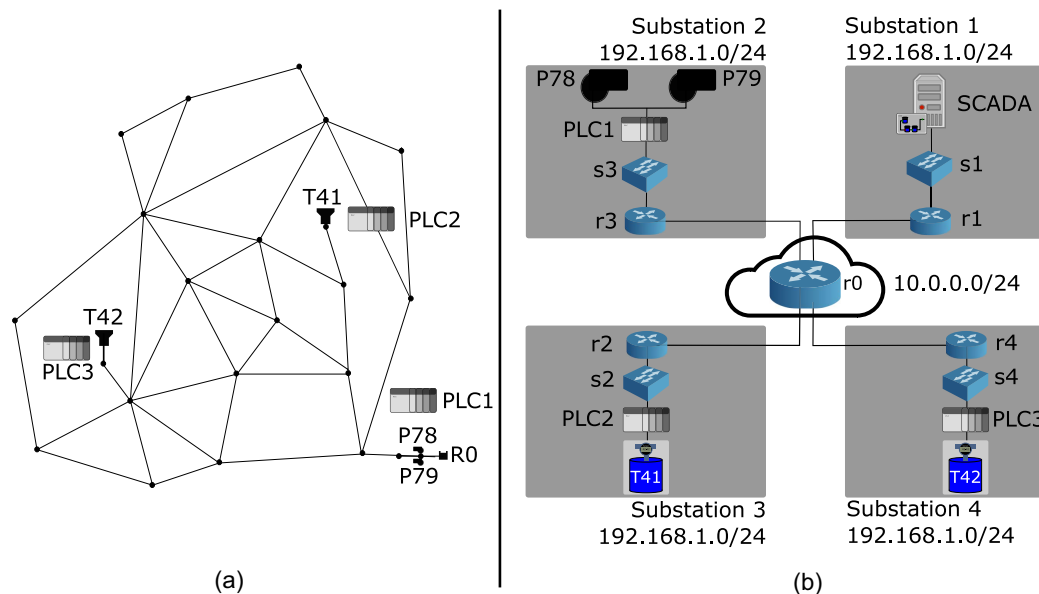 T41
PLC2
T42
PLC3
PLC1
P78
R0
P79
(a)
Substation 2
192.168.1.0/24
P78
P79
PLC1
s3
r3
Substation 1
192.168.1.0/24
SCADA
s1
r1
r0
10.0.0.0/24
r2
s2
PLC2
T41
Substation 3
192.168.1.0/24
r4
s4
PLC3
T42
Substation 4
192.168.1.0/24
(b)